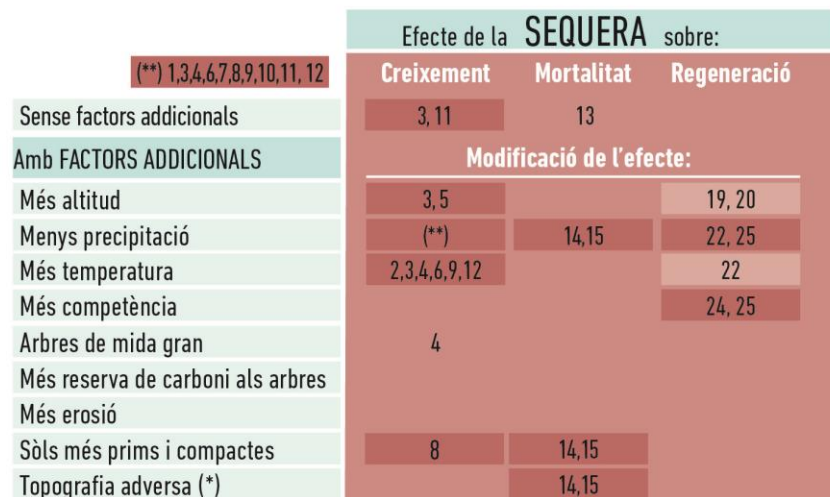 Efecte de la SEQUERA sobre:
(**) 1,3,4,6,7,8,9,10,11, 12 Creixement Mortalitat Regeneració
Sense factors addicionals 3, 11 13
Amb FACTORS ADDICIONALS Modificació de l'efecte:
Més altitud 3, 5 19, 20
Menys precipitació (**) 14,15 22, 25
Més temperatura 2,3,4,6,9,12 22
Més competència 24, 25
Arbres de mida gran 4
Més reserva de carboni als arbres
Més erosió
Sòls més prims i compactes 8 14,15
Topografia adversa (*) 14,15